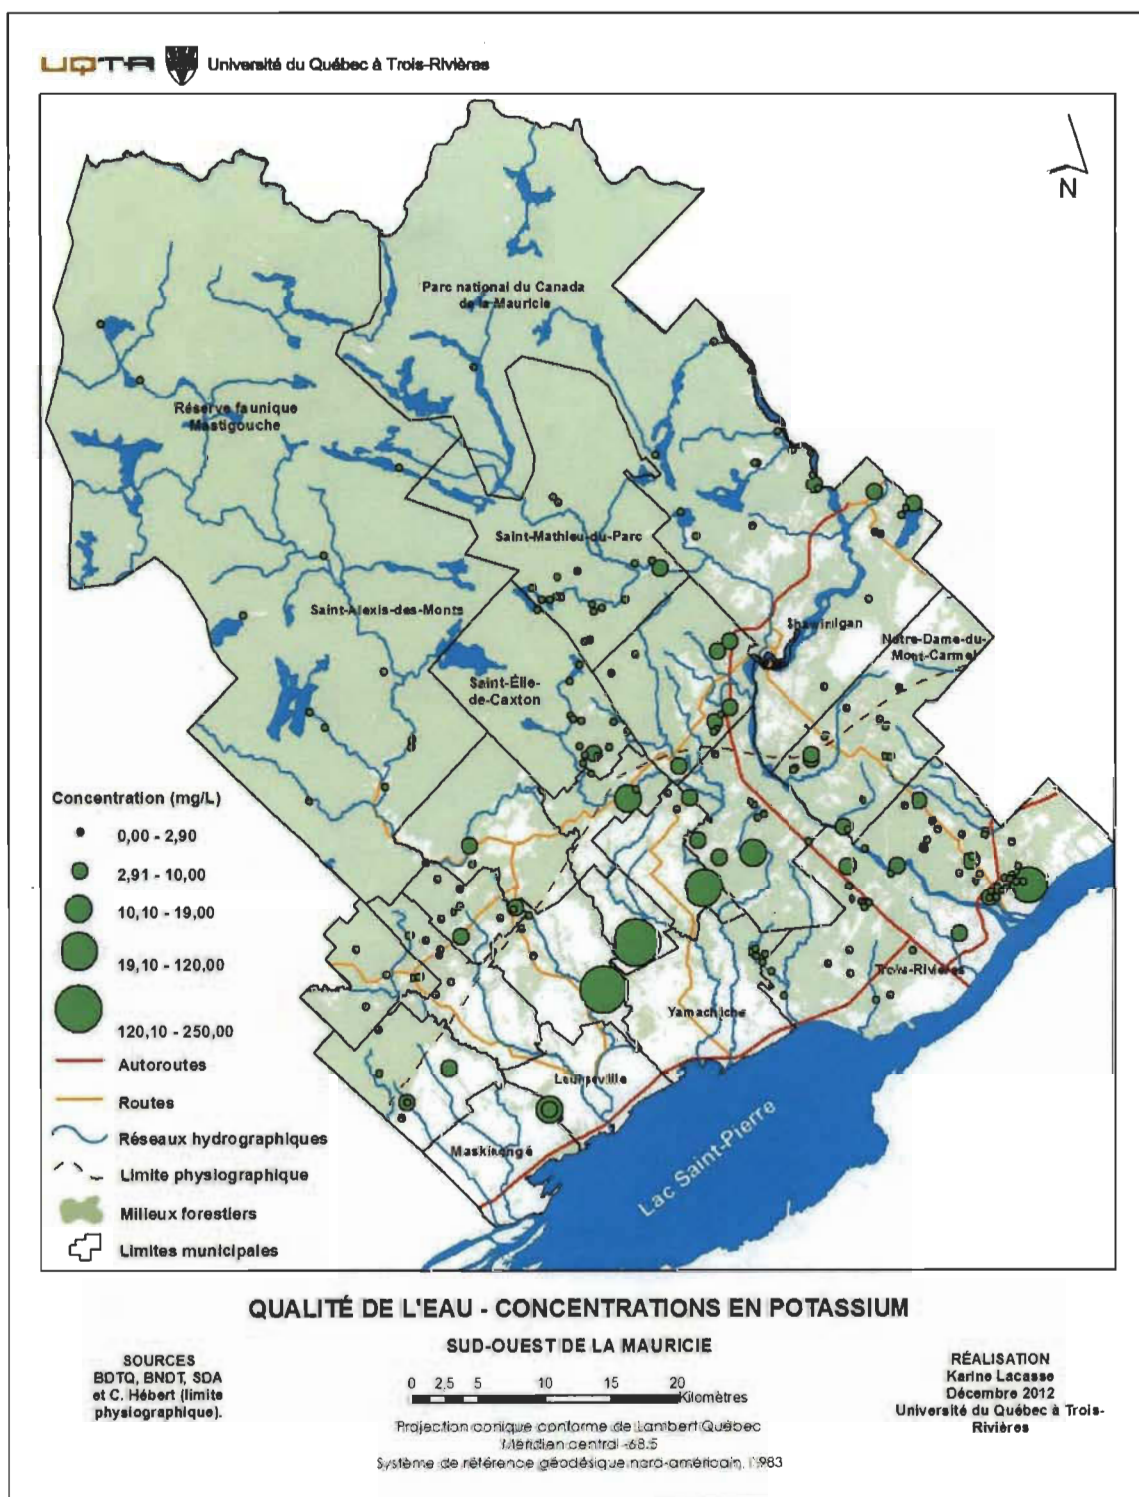 UQTR Université du Québec à Trois-Rivières
N
Parc national du Canada
de la Mauricie
Réserve faunique
Mastigouche
Saint-Mathieu-du-Parc
Saint-Alexis-des-Monts
Shawinigan
Notre-Dame-du-
Mont-Carmel
Saint-Élie-
de-Caxton
Trois-Rivières
Yamachiche
Louiseville
Maskinongé
Lac Saint-Pierre
Concentration (mg/L)
0,00 - 2,90
2,91 - 10,00
10,10 - 19,00
19,10 - 120,00
120,10 - 250,00
Autoroutes
Routes
Réseaux hydrographiques
Limite physiographique
Milieux forestiers
Limites municipales
QUALITÉ DE L'EAU - CONCENTRATIONS EN POTASSIUM
SUD-OUEST DE LA MAURICIE
SOURCES
BDTQ, BNDT, SDA
et C. Hébert (limite
physiographique).
0 2,5 5 10 15 20
Kilomètres
Projection conique conforme de Lambert Québec
Méridien central -68.5
Système de référence géodésique nord-américain, 1983
RÉALISATION
Karine Lacasse
Décembre 2012
Université du Québec à Trois-
Rivières